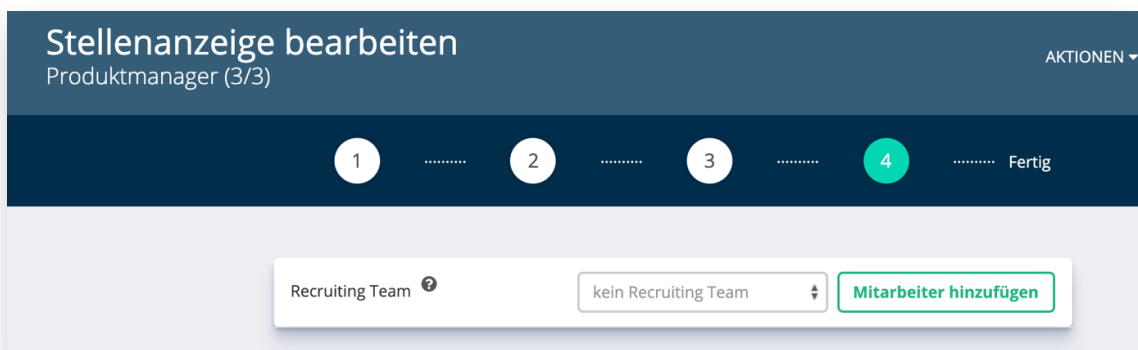 Stellenanzeige bearbeiten
Produktmanager (3/3)
AKTIONEN
1 .......... 2 .......... 3 .......... 4 .......... Fertig
Recruiting Team ? kein Recruiting Team Mitarbeiter hinzufügen